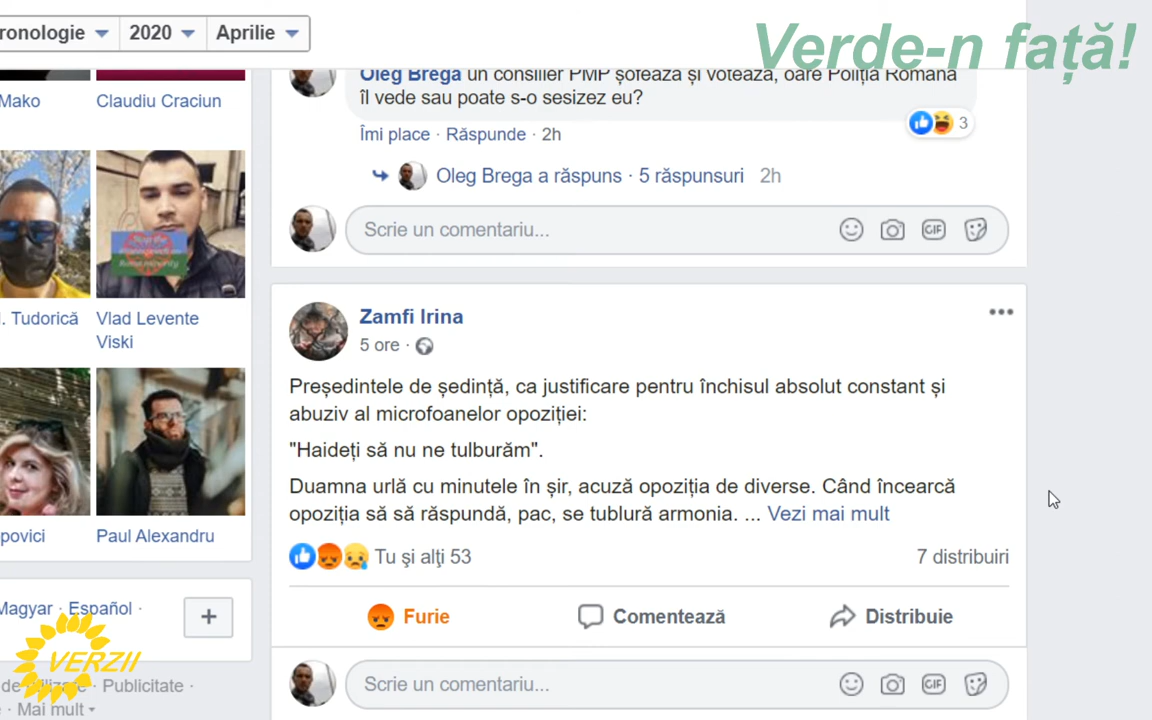 ronologie 2020 Aprilie
Verde-n față!
Mako
Claudiu Craciun
Oleg Brega un consilier PMP șofează și votează, oare Poliția Română
îl vede sau poate s-o sesizez eu?
3
Îmi place · Răspunde · 2h
Oleg Brega a răspuns · 5 răspunsuri 2h
Scrie un comentariu...
GIF
. Tudorică
Vlad Levente
Viski
Zamfi Irina
5 ore ·
Președintele de ședință, ca justificare pentru închisul absolut constant și
abuziv al microfoanelor opoziției:
"Haideți să nu ne tulburăm".
Duamna urlă cu minutele în șir, acuză opoziția de diverse. Când încearcă
opoziția să să răspundă, pac, se tublură armonia. ... Vezi mai mult
popovici
Paul Alexandru
Tu şi alţi 53
7 distribuiri
Furie
Comentează
Distribuie
Magyar · Español ·
+
VERZII
Publicitate ·
· Mai mult
Scrie un comentariu...
GIF